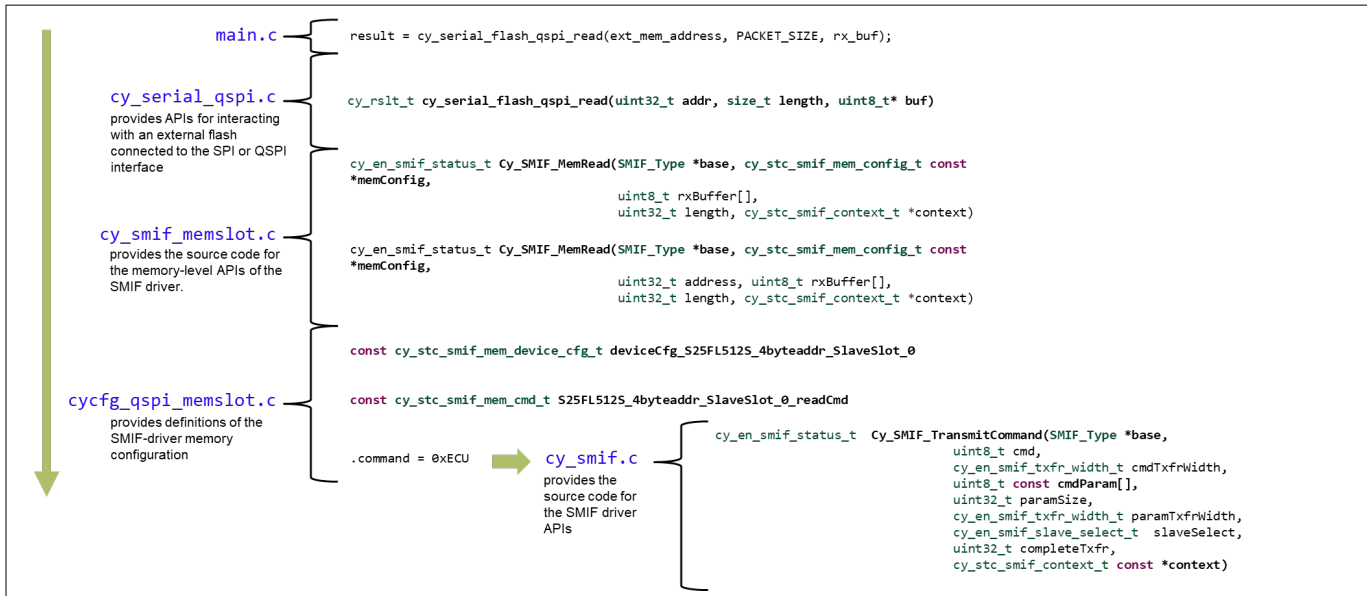 main.c
result = cy_serial_flash_qspi_read(ext_mem_address, PACKET_SIZE, rx_buf);
cy_serial_qspi.c
provides APIs for interacting
with an external flash
connected to the SPI or QSPI
interface
cy_rslt_t cy_serial_flash_qspi_read(uint32_t addr, size_t length, uint8_t* buf)
cy_smif_memslot.c
provides the source code for
the memory-level APIs of the
SMIF driver.
cy_en_smif_status_t Cy_SMIF_MemRead(SMIF_Type *base, cy_stc_smif_mem_config_t const
*memConfig,
uint8_t rxBuffer[],
uint32_t length, cy_stc_smif_context_t *context)
cy_en_smif_status_t Cy_SMIF_MemRead(SMIF_Type *base, cy_stc_smif_mem_config_t const
*memConfig,
uint32_t address, uint8_t rxBuffer[],
uint32_t length, cy_stc_smif_context_t *context)
cycfg_qspi_memslot.c
provides definitions of the
SMIF-driver memory
configuration
const cy_stc_smif_mem_device_cfg_t deviceCfg_S25FL512S_4byteaddr_SlaveSlot_0
const cy_stc_smif_mem_cmd_t S25FL512S_4byteaddr_SlaveSlot_0_readCmd
.command = 0xECU
cy_smif.c
provides the
source code for
the SMIF driver
APIs
cy_en_smif_status_t Cy_SMIF_TransmitCommand(SMIF_Type *base,
uint8_t cmd,
cy_en_smif_txfr_width_t cmdTxfrWidth,
uint8_t const cmdParam[],
uint32_t paramSize,
cy_en_smif_txfr_width_t paramTxfrWidth,
cy_en_smif_slave_select_t slaveSelect,
uint32_t completeTxfr,
cy_stc_smif_context_t const *context)